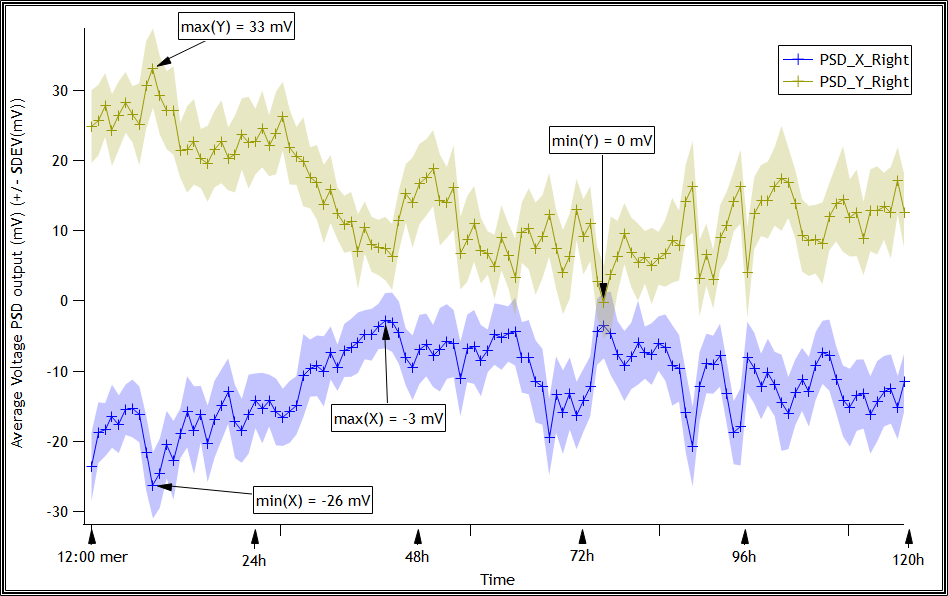 max(Y) = 33 mV
PSD_X_Right
PSD_Y_Right
min(Y) = 0 mV
max(X) = -3 mV
min(X) = -26 mV
Average Voltage PSD output (mV) (+/- SDEV(mV))
30
20
10
0
-10
-20
-30
12:00 mer
24h
48h
72h
96h
120h
Time